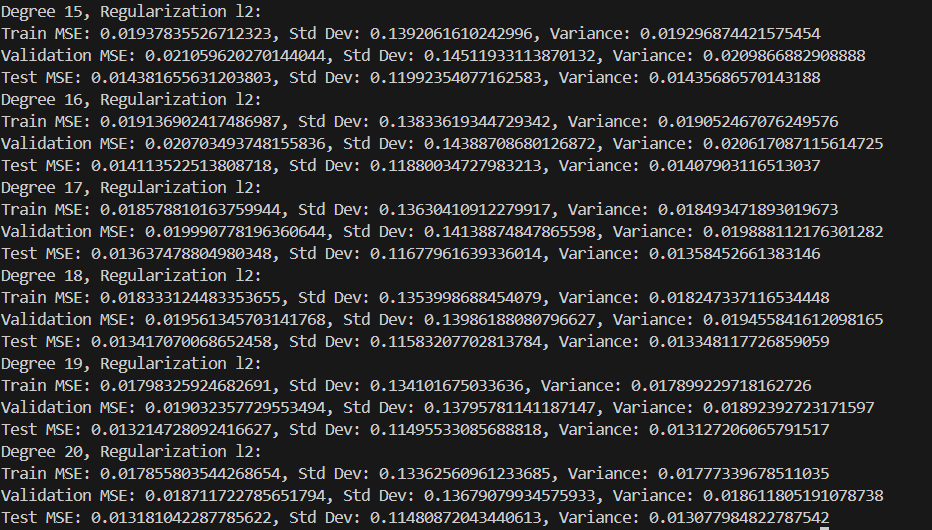 Degree 15, Regularization l2:
Train MSE: 0.01937835526712323, Std Dev: 0.1392061610242996, Variance: 0.019296874421575454
Validation MSE: 0.021059620270144044, Std Dev: 0.14511933113870132, Variance: 0.0209866882908888
Test MSE: 0.014381655631203803, Std Dev: 0.11992354077162583, Variance: 0.01435686570143188
Degree 16, Regularization l2:
Train MSE: 0.019136902417486987, Std Dev: 0.13833619344729342, Variance: 0.019052467076249576
Validation MSE: 0.020703493748155836, Std Dev: 0.14388708680126872, Variance: 0.020617087115614725
Test MSE: 0.014113522513808718, Std Dev: 0.11880034727983213, Variance: 0.01407903116513037
Degree 17, Regularization l2:
Train MSE: 0.018578810163759944, Std Dev: 0.13630410912279917, Variance: 0.018493471893019673
Validation MSE: 0.019990778196360644, Std Dev: 0.14138874847865598, Variance: 0.019888112176301282
Test MSE: 0.013637478804980348, Std Dev: 0.11677961639336014, Variance: 0.01358452661383146
Degree 18, Regularization l2:
Train MSE: 0.018333124483353655, Std Dev: 0.1353998688454079, Variance: 0.018247337116534448
Validation MSE: 0.019561345703141768, Std Dev: 0.13986188080796627, Variance: 0.019455841612098165
Test MSE: 0.013417070068652458, Std Dev: 0.11583207702813784, Variance: 0.013348117726859059
Degree 19, Regularization l2:
Train MSE: 0.01798325924682691, Std Dev: 0.134101675033636, Variance: 0.017899229718162726
Validation MSE: 0.019032357729553494, Std Dev: 0.13795781141187147, Variance: 0.01892392723171597
Test MSE: 0.013214728092416627, Std Dev: 0.11495533085688818, Variance: 0.013127206065791517
Degree 20, Regularization l2:
Train MSE: 0.017855803544268654, Std Dev: 0.13362560961233685, Variance: 0.01777339678511035
Validation MSE: 0.018711722785651794, Std Dev: 0.13679079934575933, Variance: 0.018611805191078738
Test MSE: 0.013181042287785622, Std Dev: 0.11480872043440613, Variance: 0.013077984822787542